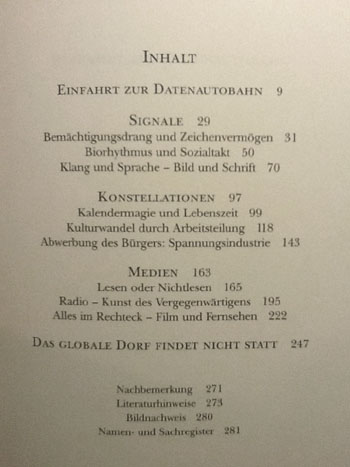 INHALT
EINFAHRT ZUR DATENAUTOBAHN 9
SIGNALE 29
Bemächtigungsdrang und Zeichenvermögen 31
Biorhythmus und Sozialtakt 50
Klang und Sprache – Bild und Schrift 70
KONSTELLATIONEN 97
Kalendermagie und Lebenszeit 99
Kulturwandel durch Arbeitsteilung 118
Abwerbung des Bürgers: Spannungsindustrie 143
MEDIEN 163
Lesen oder Nichtlesen 165
Radio – Kunst des Vergegenwärtigens 195
Alles im Rechteck – Film und Fernsehen 222
DAS GLOBALE DORF FINDET NICHT STATT 247
Nachbemerkung 271
Literaturhinweise 273
Bildnachweis 280
Namen- und Sachregister 281